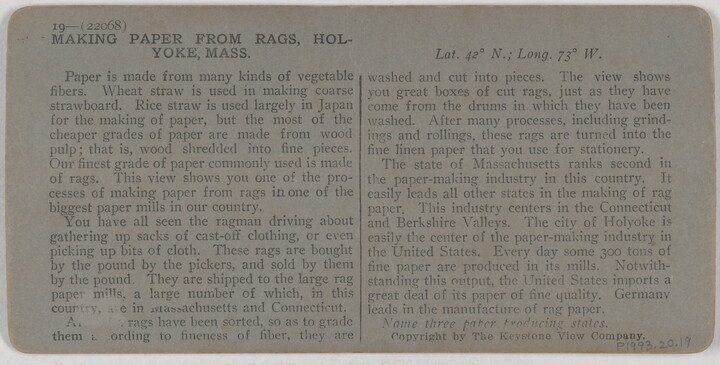 19—(22068)
MAKING PAPER FROM RAGS, HOL-
YOKE, MASS.
Paper is made from many kinds of vegetable
fibers. Wheat straw is used in making coarse
strawboard. Rice straw is used largely in Japan
for the making of paper, but the most of the
cheaper grades of paper are made from wood
pulp; that is, wood shredded into fine pieces.
Our finest grade of paper commonly used is made
of rags. This view shows you one of the pro-
cesses of making paper from rags in one of the
biggest paper mills in our country.
You have all seen the ragman driving about
gathering up sacks of cast-off clothing, or even
picking up bits of cloth. These rags are bought
by the pound by the pickers, and sold by them
by the pound. They are shipped to the large rag
paper mills, a large number of which, in this
country, are in Massachusetts and Connecticut.
rags have been sorted, so as to grade
them ording to fineness of fiber, they are
Lat. 42° N.; Long. 73° W.
washed and cut into pieces. The view shows
you great boxes of cut rags, just as they have
come from the drums in which they have been
washed. After many processes, including grind-
ings and rollings, these rags are turned into the
fine linen paper that you use for stationery.
The state of Massachusetts ranks second in
the paper-making industry in this country. It
easily leads all other states in the making of rag
paper. This industry centers in the Connecticut
and Berkshire Valleys. The city of Holyoke is
easily the center of the paper-making industry in
the United States. Every day some 300 tons of
fine paper are produced in its mills. Notwith-
standing this output, the United States imports a
great deal of its paper of fine quality. Germany
leads in the manufacture of rag paper.
Name three paper producing states.
Copyright by The Keystone View Company.
P1993.20.19